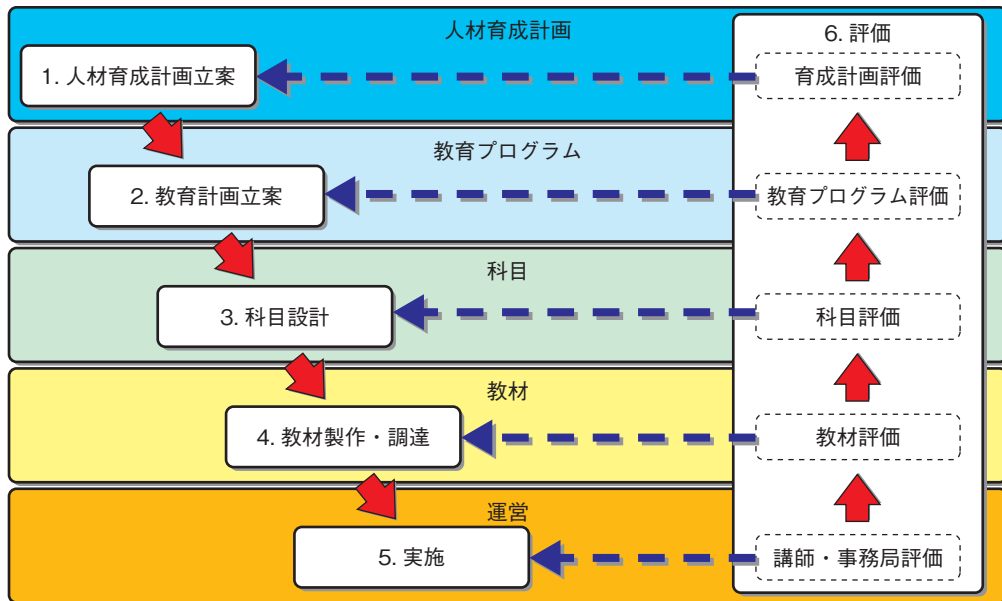 人材育成計画
6. 評価
1. 人材育成計画立案
育成計画評価
教育プログラム
2. 教育計画立案
教育プログラム評価
科目
3. 科目設計
科目評価
教材
4. 教材製作・調達
教材評価
運営
5. 実施
講師・事務局評価